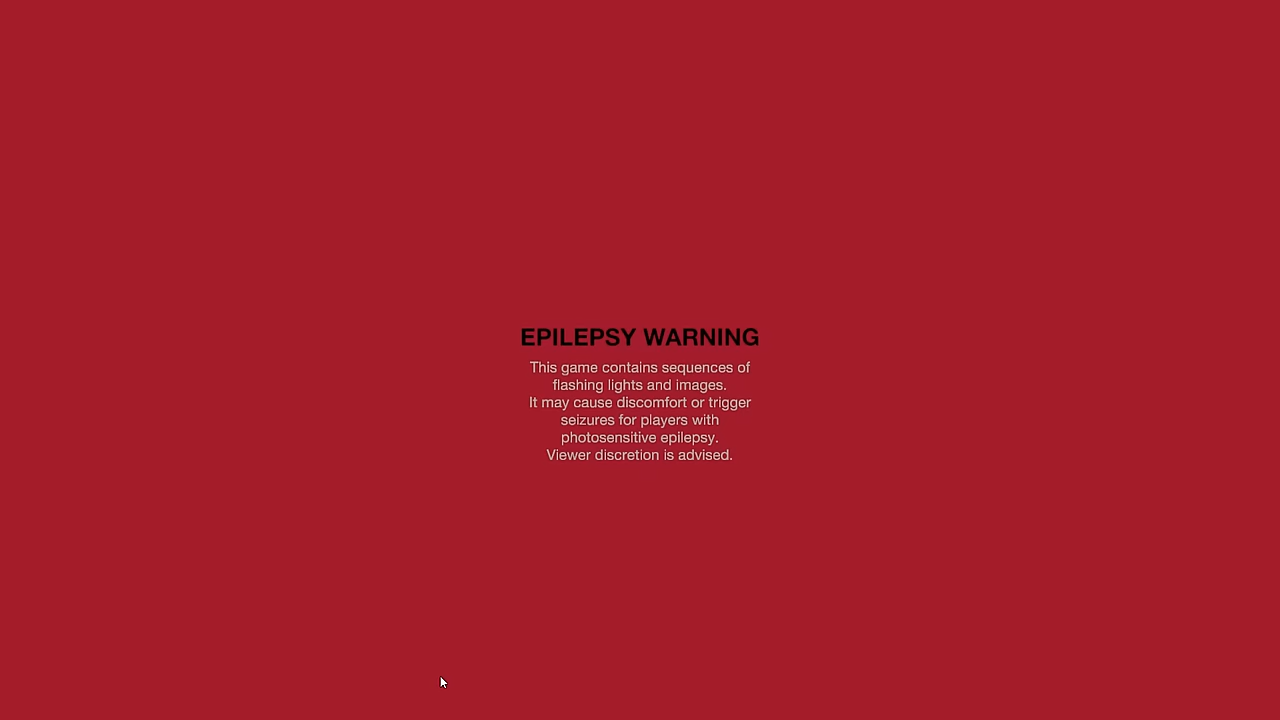 EPILEPSY WARNING
This game contains sequences of
flashing lights and images.
It may cause discomfort or trigger
seizures for players with
photosensitive epilepsy.
Viewer discretion is advised.